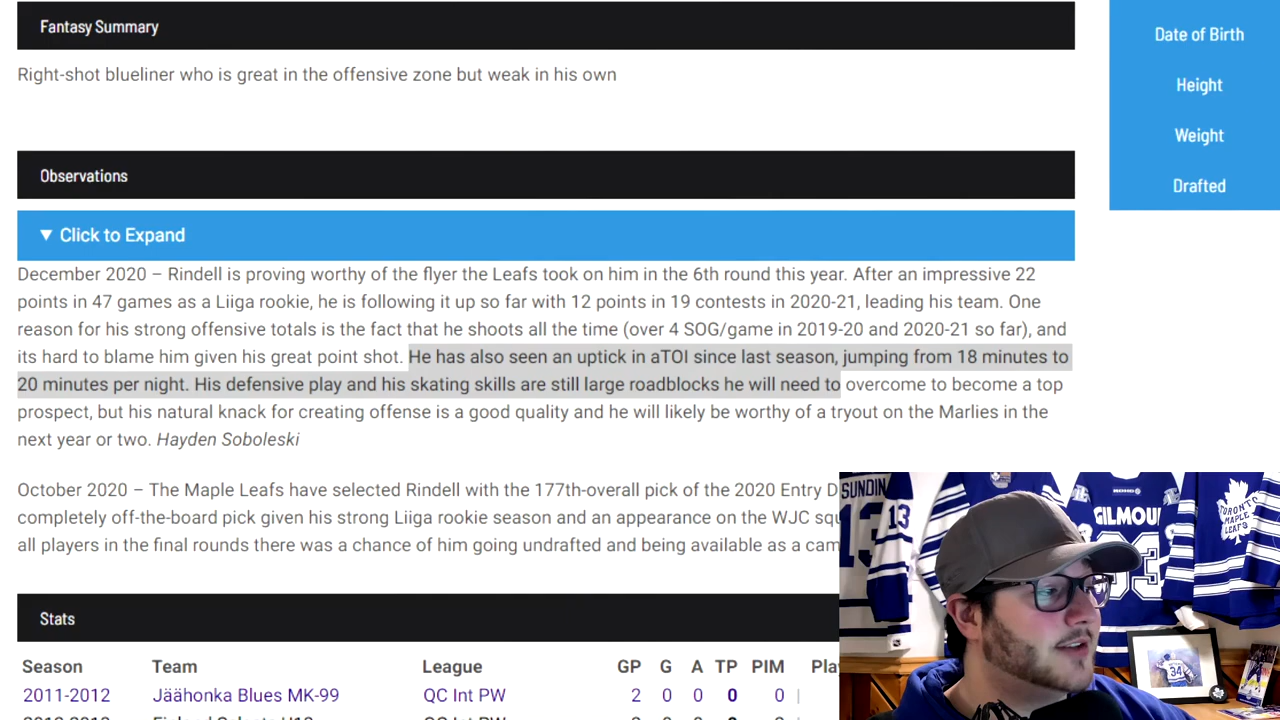 Fantasy Summary
Right-shot blueliner who is great in the offensive zone but weak in his own
Date of Birth
Height
Weight
Drafted
Observations
▼ Click to Expand
December 2020 – Rindell is proving worthy of the flyer the Leafs took on him in the 6th round this year. After an impressive 22
points in 47 games as a Liiga rookie, he is following it up so far with 12 points in 19 contests in 2020-21, leading his team. One
reason for his strong offensive totals is the fact that he shoots all the time (over 4 SOG/game in 2019-20 and 2020-21 so far), and
its hard to blame him given his great point shot. He has also seen an uptick in aTOI since last season, jumping from 18 minutes to
20 minutes per night. His defensive play and his skating skills are still large roadblocks he will need to overcome to become a top
prospect, but his natural knack for creating offense is a good quality and he will likely be worthy of a tryout on the Marlies in the
next year or two. Hayden Soboleski
October 2020 – The Maple Leafs have selected Rindell with the 177th-overall pick of the 2020 Entry D
completely off-the-board pick given his strong Liiga rookie season and an appearance on the WJC squ
all players in the final rounds there was a chance of him going undrafted and being available as a cam
Stats
Season Team League GP G A TP PIM Play
2011-2012 Jäähonka Blues MK-99 QC Int PW 2 0 0 0 0 |
SUNDIN
13
13
GILMOUR
93
TORONTO
MAPLE
LEAFS
34